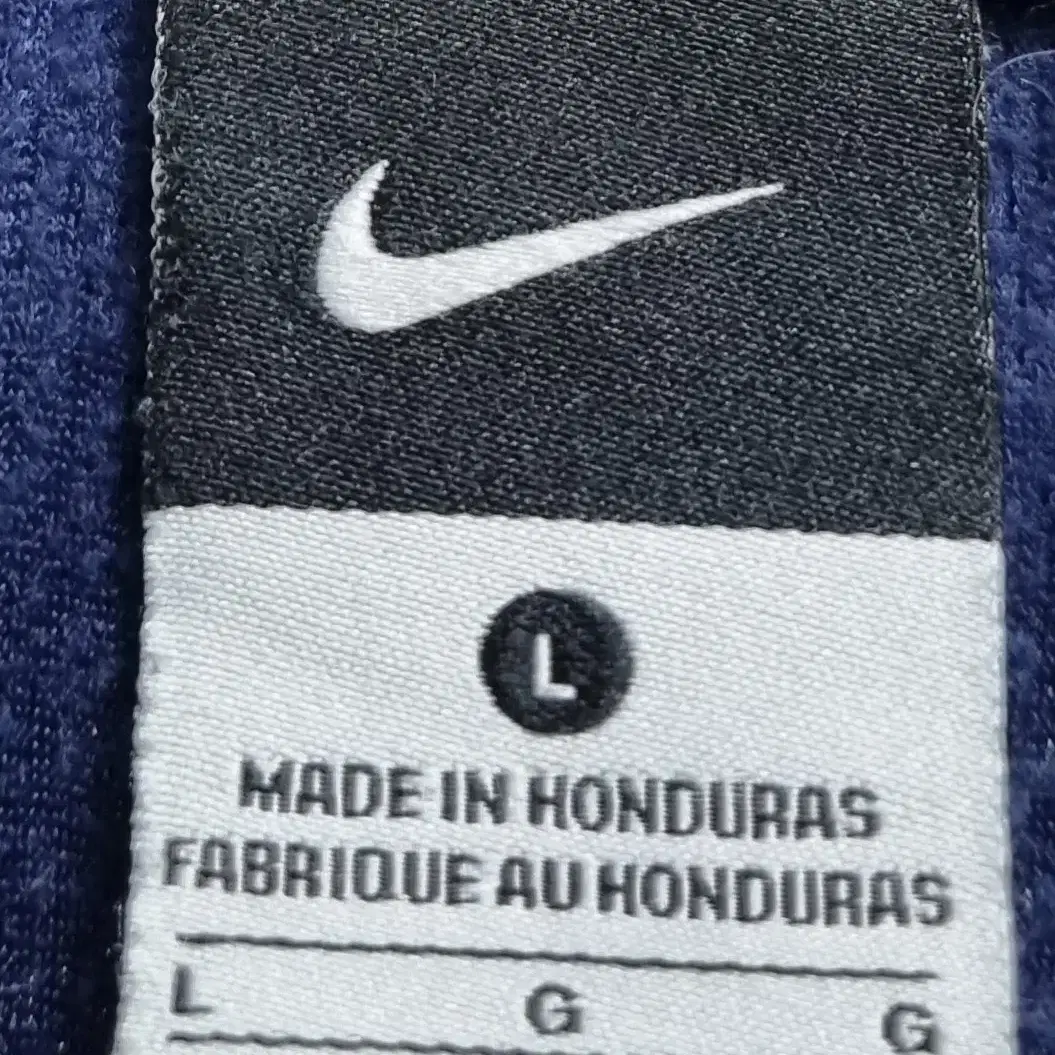 L
MADE IN HONDURAS
FABRIQUE AU HONDURAS
L G G